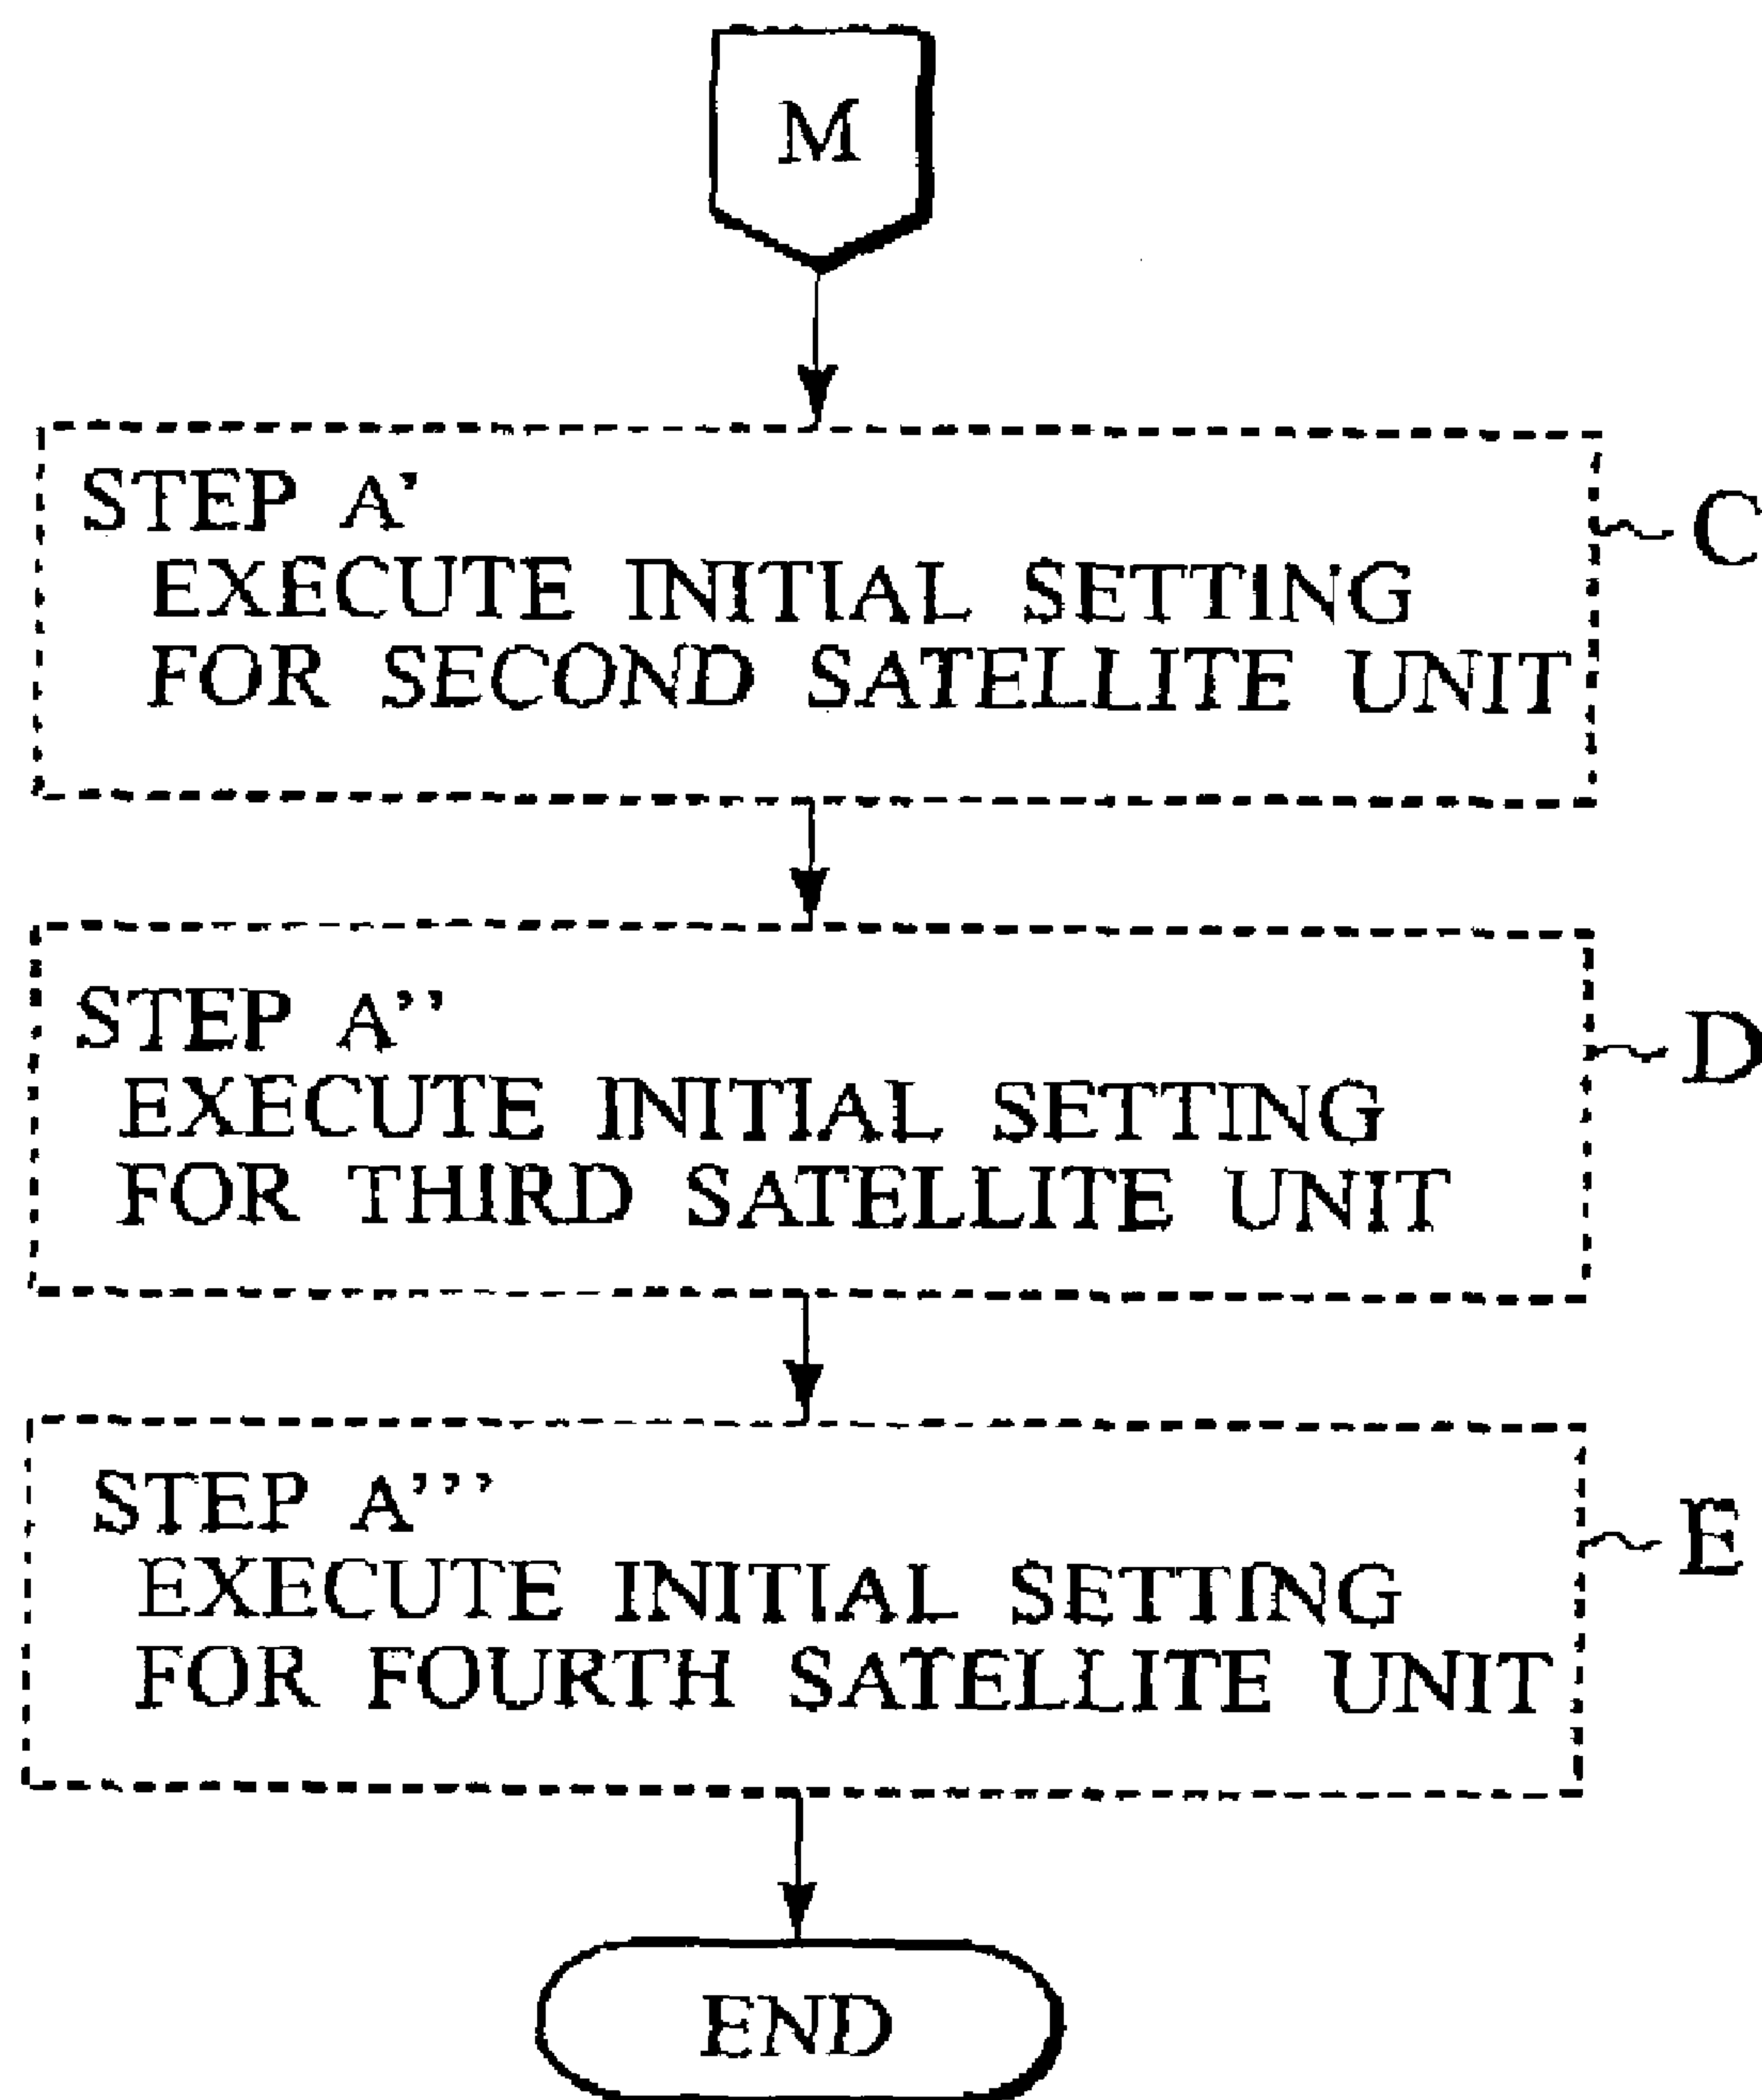 M
STEP A'
EXECUTE INITIAL SETTING
FOR SECOND SATELLITE UNIT
C
STEP A''
EXECUTE INITIAL SETTING
FOR THIRD SATELLITE UNIT
D
STEP A'''
EXECUTE INITIAL SETTING
FOR FOURTH SATELLITE UNIT
E
END